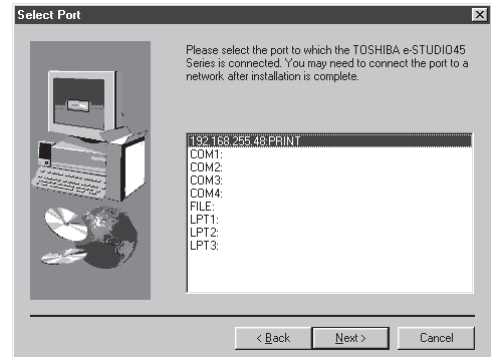 Select Port
Please select the port to which the TOSHIBA e-STUDIO45
Series is connected. You may need to connect the port to a
network after installation is complete.
192.168.255.48:PRINT
COM1:
COM2:
COM3:
COM4:
FILE:
LPT1:
LPT2:
LPT3:
< Back
Next >
Cancel